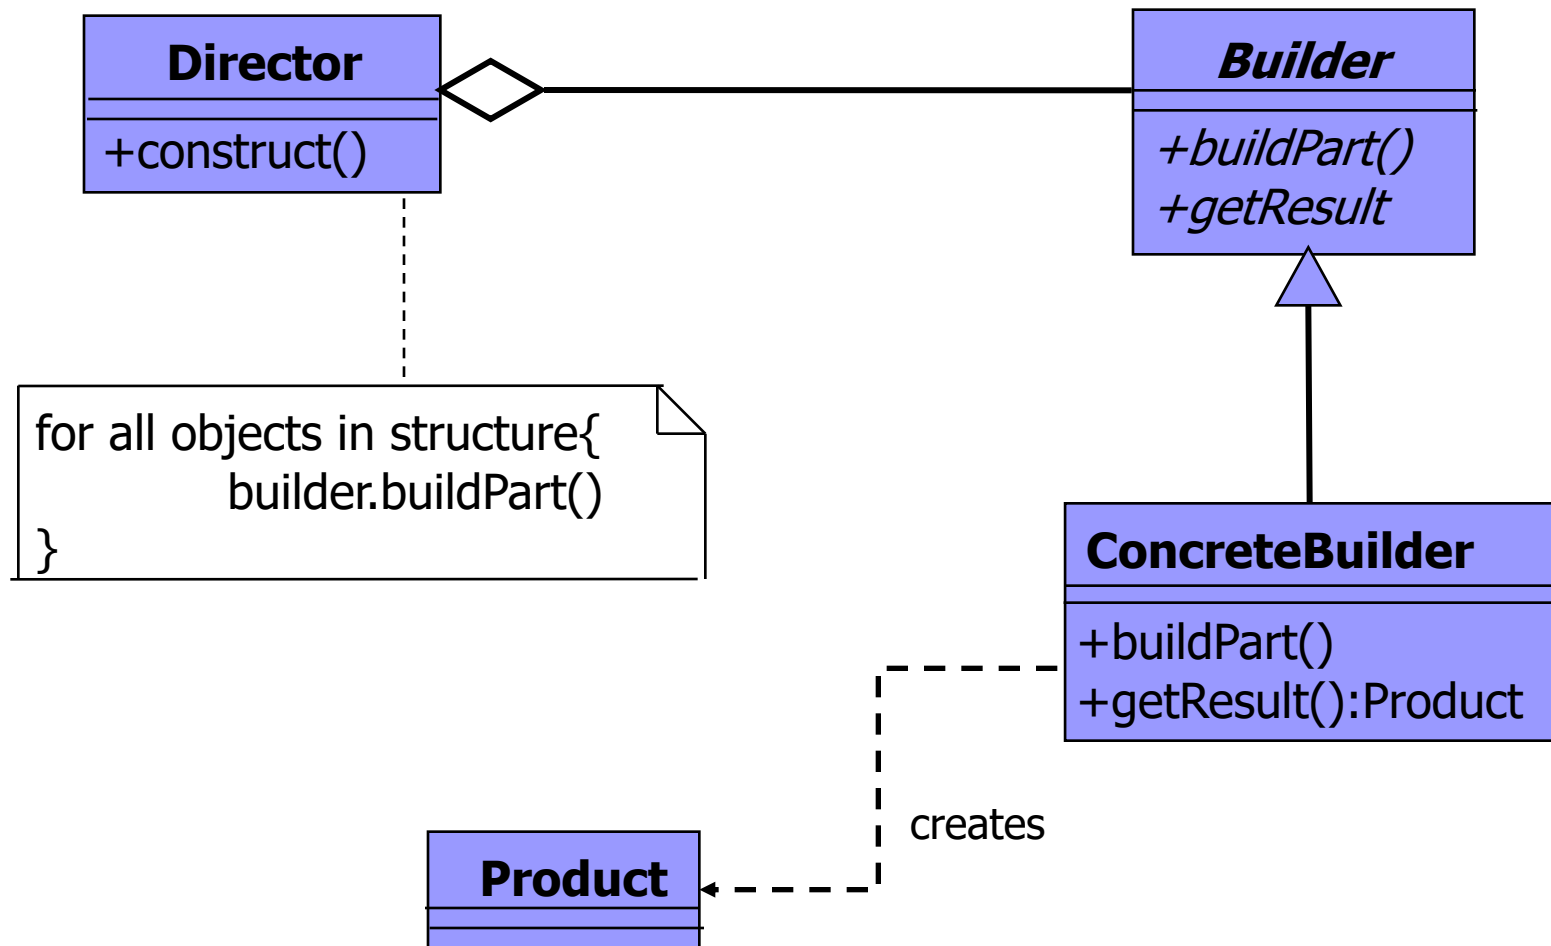 Director
+construct()
Builder
+buildPart()
+getResult
for all objects in structure{
builder.buildPart()
}
ConcreteBuilder
+buildPart()
+getResult():Product
creates
Product